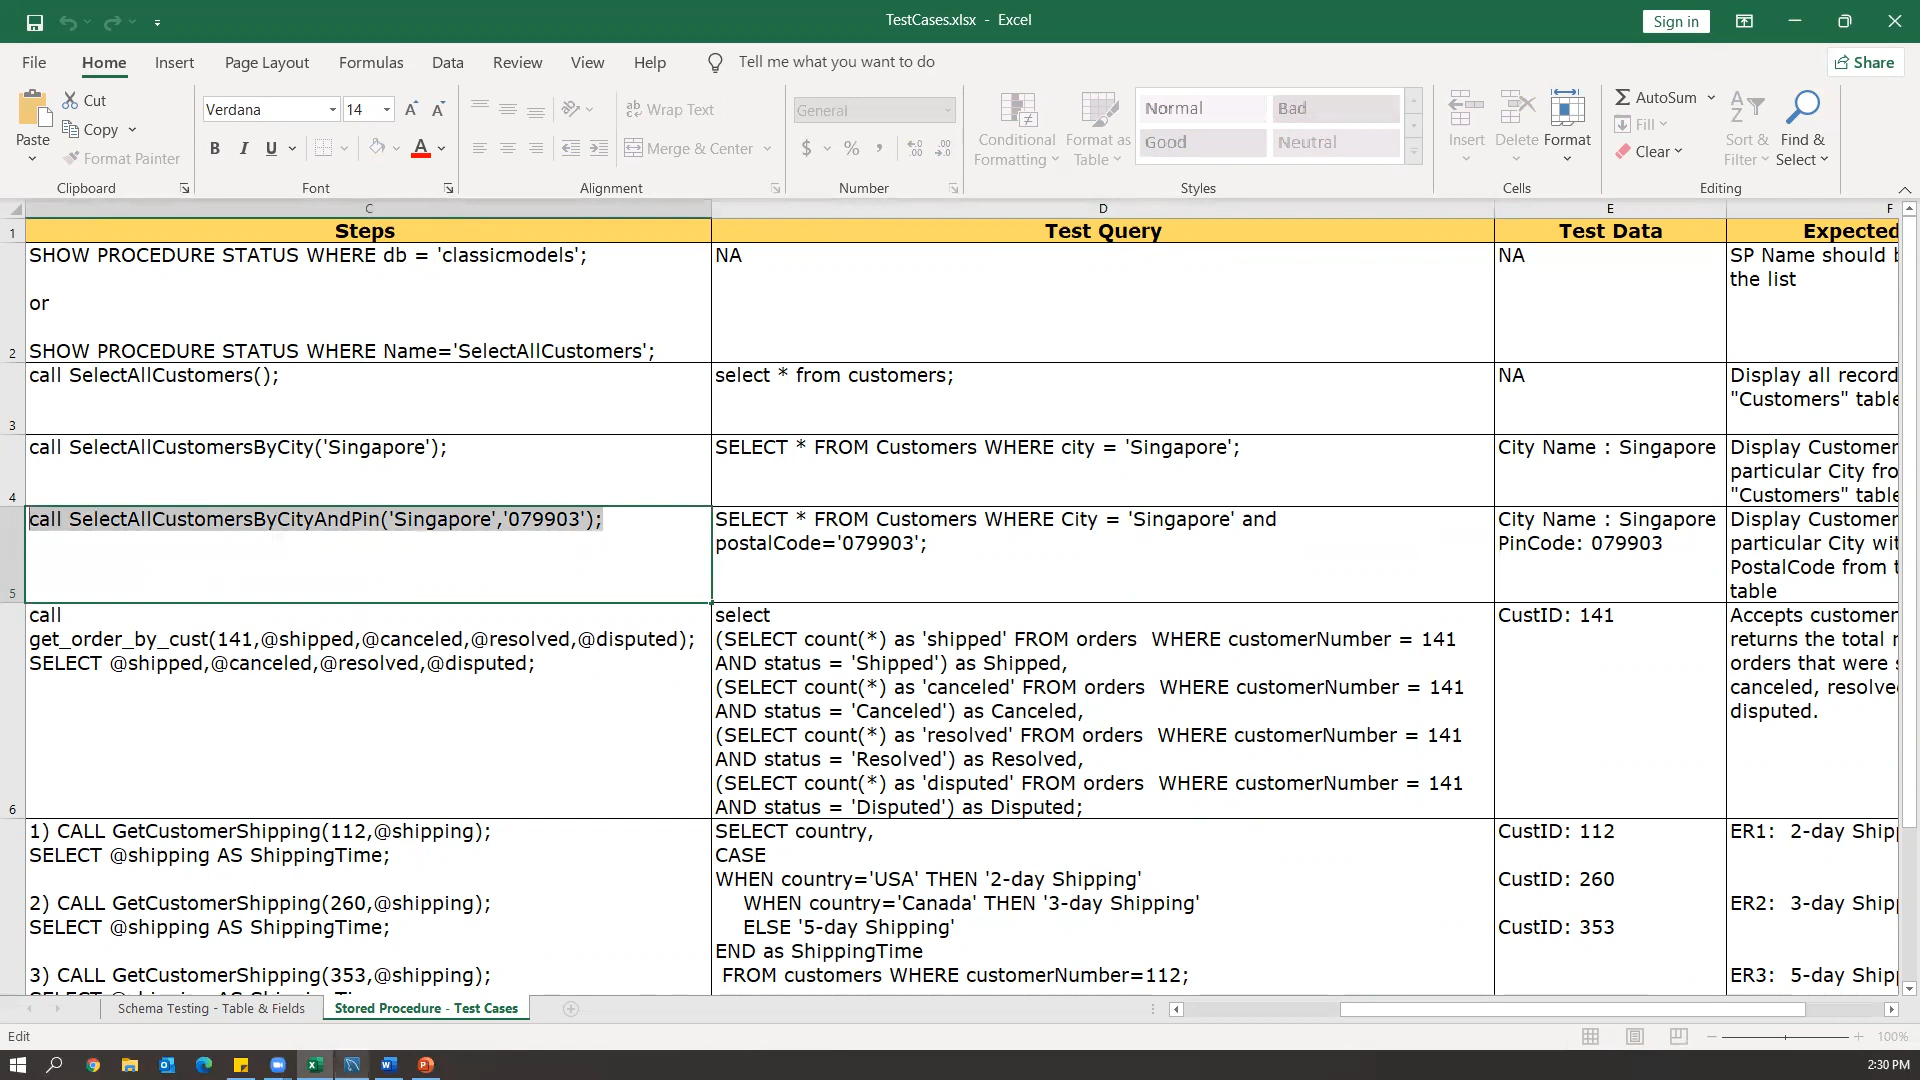 TestCases.xlsx - Excel
Sign in
File Home Insert Page Layout Formulas Data Review View Help Tell me what you want to do
Share
Paste
Cut
Copy
Format Painter
Clipboard
Verdana 14
B I U
Font
Wrap Text
Merge & Center
Alignment
General
$ % ,
Number
Conditional Formatting
Format as Table
Normal Bad
Good Neutral
Styles
Insert Delete Format
Cells
AutoSum
Fill
Clear
Sort & Filter
Find & Select
Editing
C D E F
1 Steps Test Query Test Data Expected
2
SHOW PROCEDURE STATUS WHERE db = 'classicmodels';
or
SHOW PROCEDURE STATUS WHERE Name='SelectAllCustomers';
NA
NA
SP Name should
the list
3
call SelectAllCustomers();
select * from customers;
NA
Display all record
"Customers" table
4
call SelectAllCustomersByCity('Singapore');
SELECT * FROM Customers WHERE city = 'Singapore';
City Name : Singapore
Display Customer
particular City fro
"Customers" table
5
call SelectAllCustomersByCityAndPin('Singapore','079903');
SELECT * FROM Customers WHERE City = 'Singapore' and
postalCode='079903';
City Name : Singapore
PinCode: 079903
Display Customer
particular City wit
PostalCode from t
table
6
call
get_order_by_cust(141,@shipped,@canceled,@resolved,@disputed);
SELECT @shipped,@canceled,@resolved,@disputed;
select
(SELECT count(*) as 'shipped' FROM orders  WHERE customerNumber = 141
AND status = 'Shipped') as Shipped,
(SELECT count(*) as 'canceled' FROM orders  WHERE customerNumber = 141
AND status = 'Canceled') as Canceled,
(SELECT count(*) as 'resolved' FROM orders  WHERE customerNumber = 141
AND status = 'Resolved') as Resolved,
(SELECT count(*) as 'disputed' FROM orders  WHERE customerNumber = 141
AND status = 'Disputed') as Disputed;
CustID: 141
Accepts customer
returns the total
orders that were
canceled, resolve
disputed.
1) CALL GetCustomerShipping(112,@shipping);
SELECT @shipping AS ShippingTime;
2) CALL GetCustomerShipping(260,@shipping);
SELECT @shipping AS ShippingTime;
3) CALL GetCustomerShipping(353,@shipping);
SELECT country,
CASE
WHEN country='USA' THEN '2-day Shipping'
WHEN country='Canada' THEN '3-day Shipping'
ELSE '5-day Shipping'
END as ShippingTime
FROM customers WHERE customerNumber=112;
CustID: 112
CustID: 260
CustID: 353
ER1:  2-day Ship
ER2:  3-day Ship
ER3:  5-day Ship
Schema Testing - Table & Fields Stored Procedure - Test Cases
Edit
100%
2:30 PM